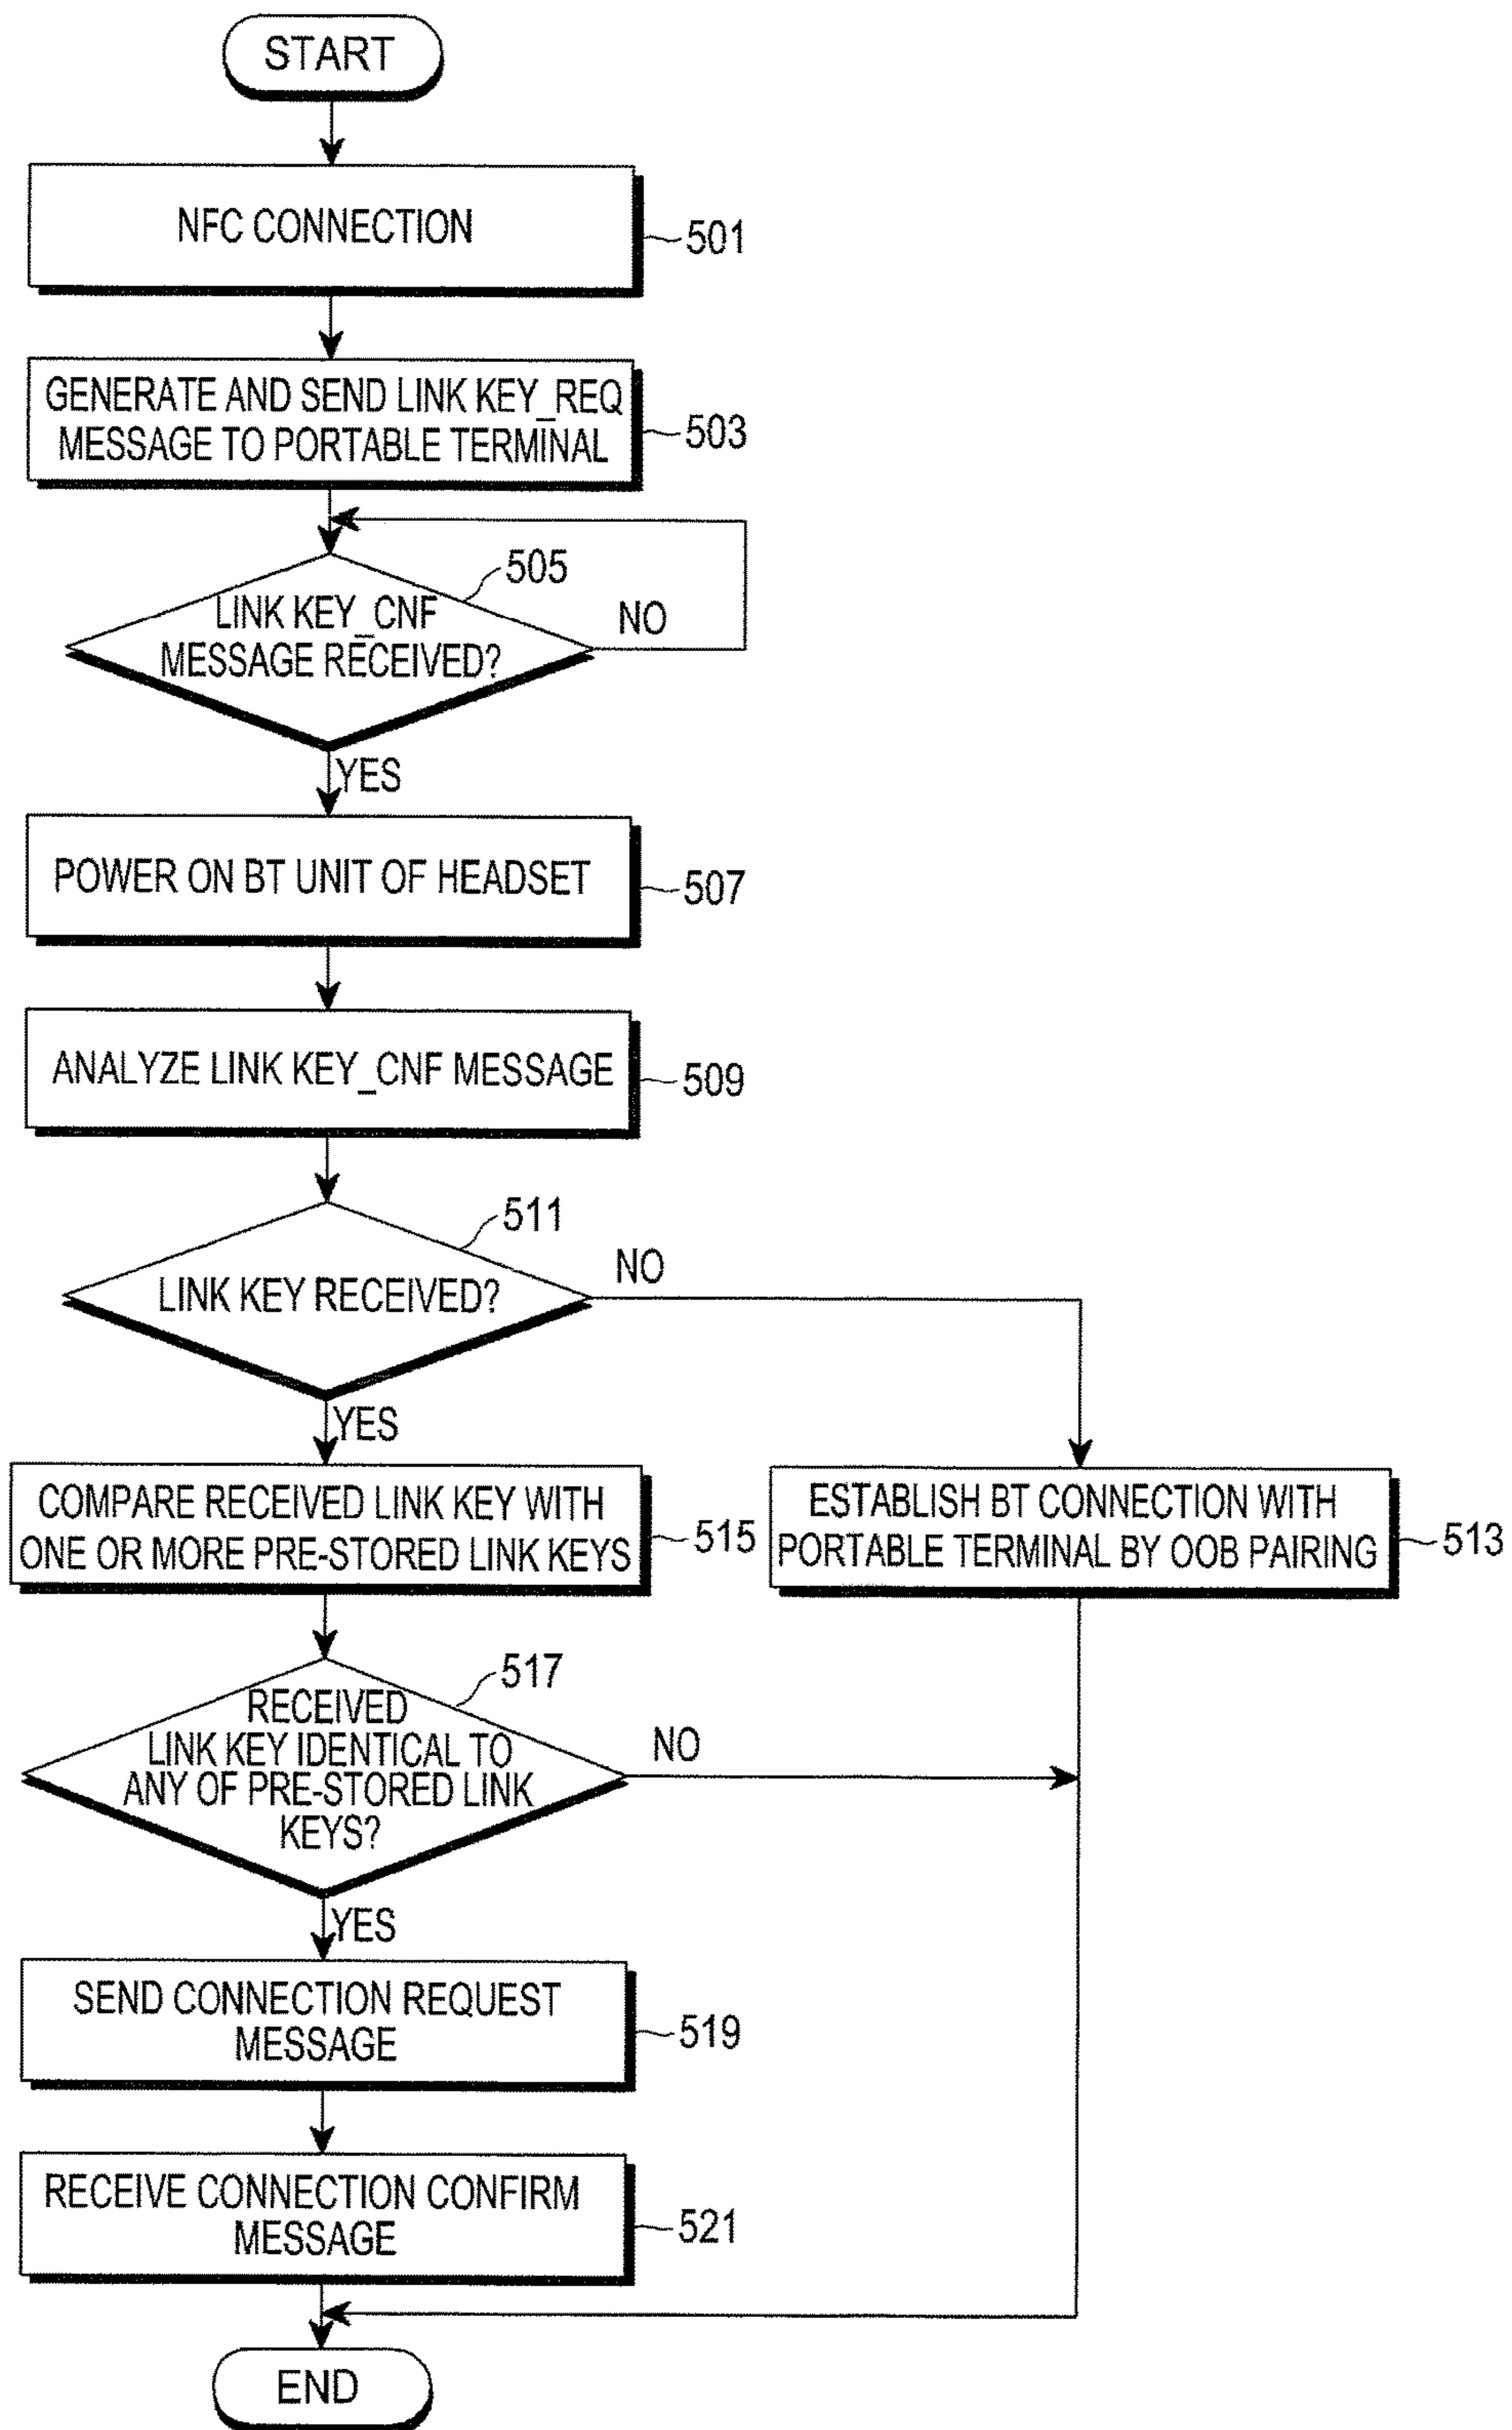 START
NFC CONNECTION
501
GENERATE AND SEND LINK KEY_REQ
MESSAGE TO PORTABLE TERMINAL
503
505
LINK KEY_CNF
MESSAGE RECEIVED?
NO
YES
POWER ON BT UNIT OF HEADSET
507
ANALYZE LINK KEY_CNF MESSAGE
509
511
LINK KEY RECEIVED?
NO
YES
COMPARE RECEIVED LINK KEY WITH
ONE OR MORE PRE-STORED LINK KEYS
515
ESTABLISH BT CONNECTION WITH
PORTABLE TERMINAL BY OOB PAIRING
513
517
RECEIVED
LINK KEY IDENTICAL TO
ANY OF PRE-STORED LINK
KEYS?
NO
YES
SEND CONNECTION REQUEST
MESSAGE
519
RECEIVE CONNECTION CONFIRM
MESSAGE
521
END